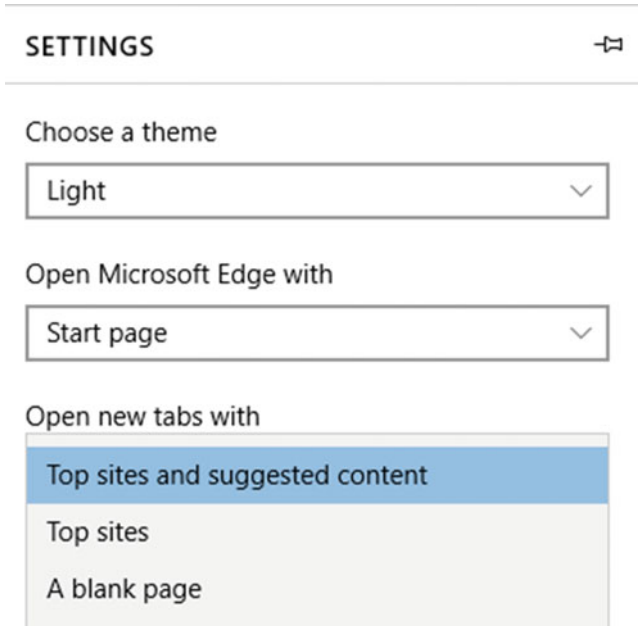 SETTINGS
Choose a theme
Light
Open Microsoft Edge with
Start page
Open new tabs with
Top sites and suggested content
Top sites
A blank page